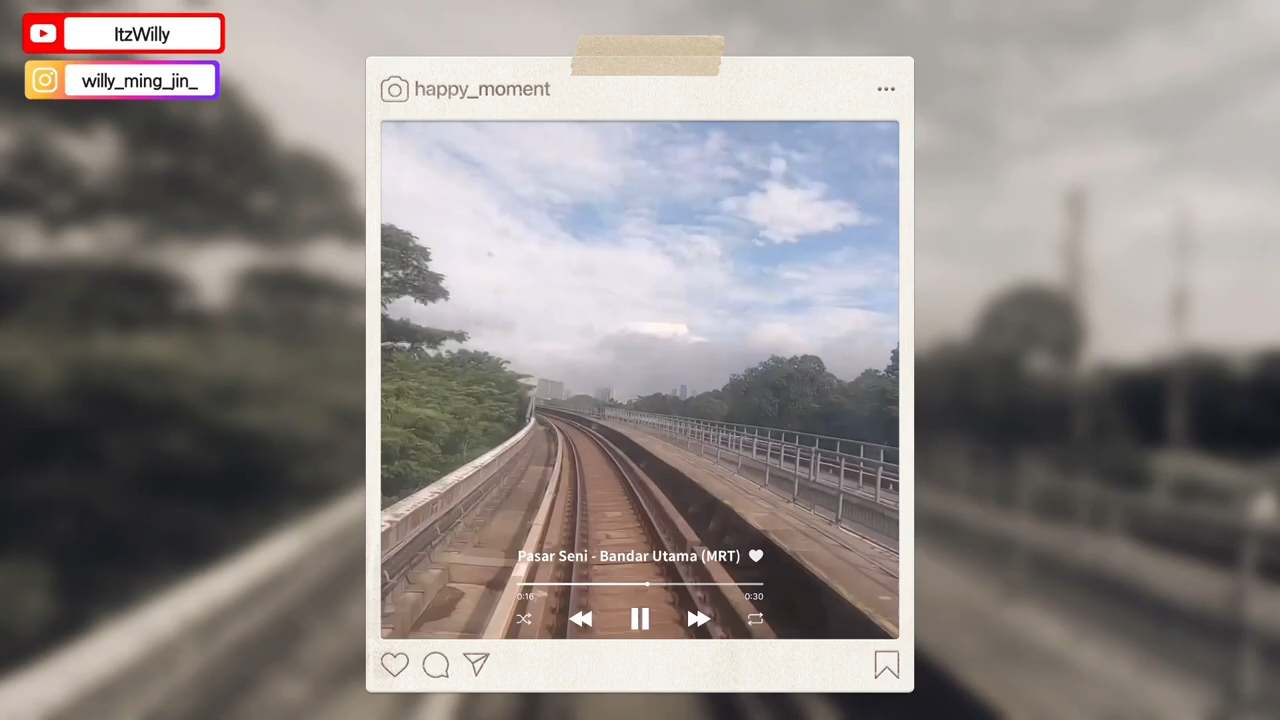 ItzWilly
willy_ming_jin_
happy_moment
Pasar Seni - Bandar Utama (MRT)
0:16
0:30